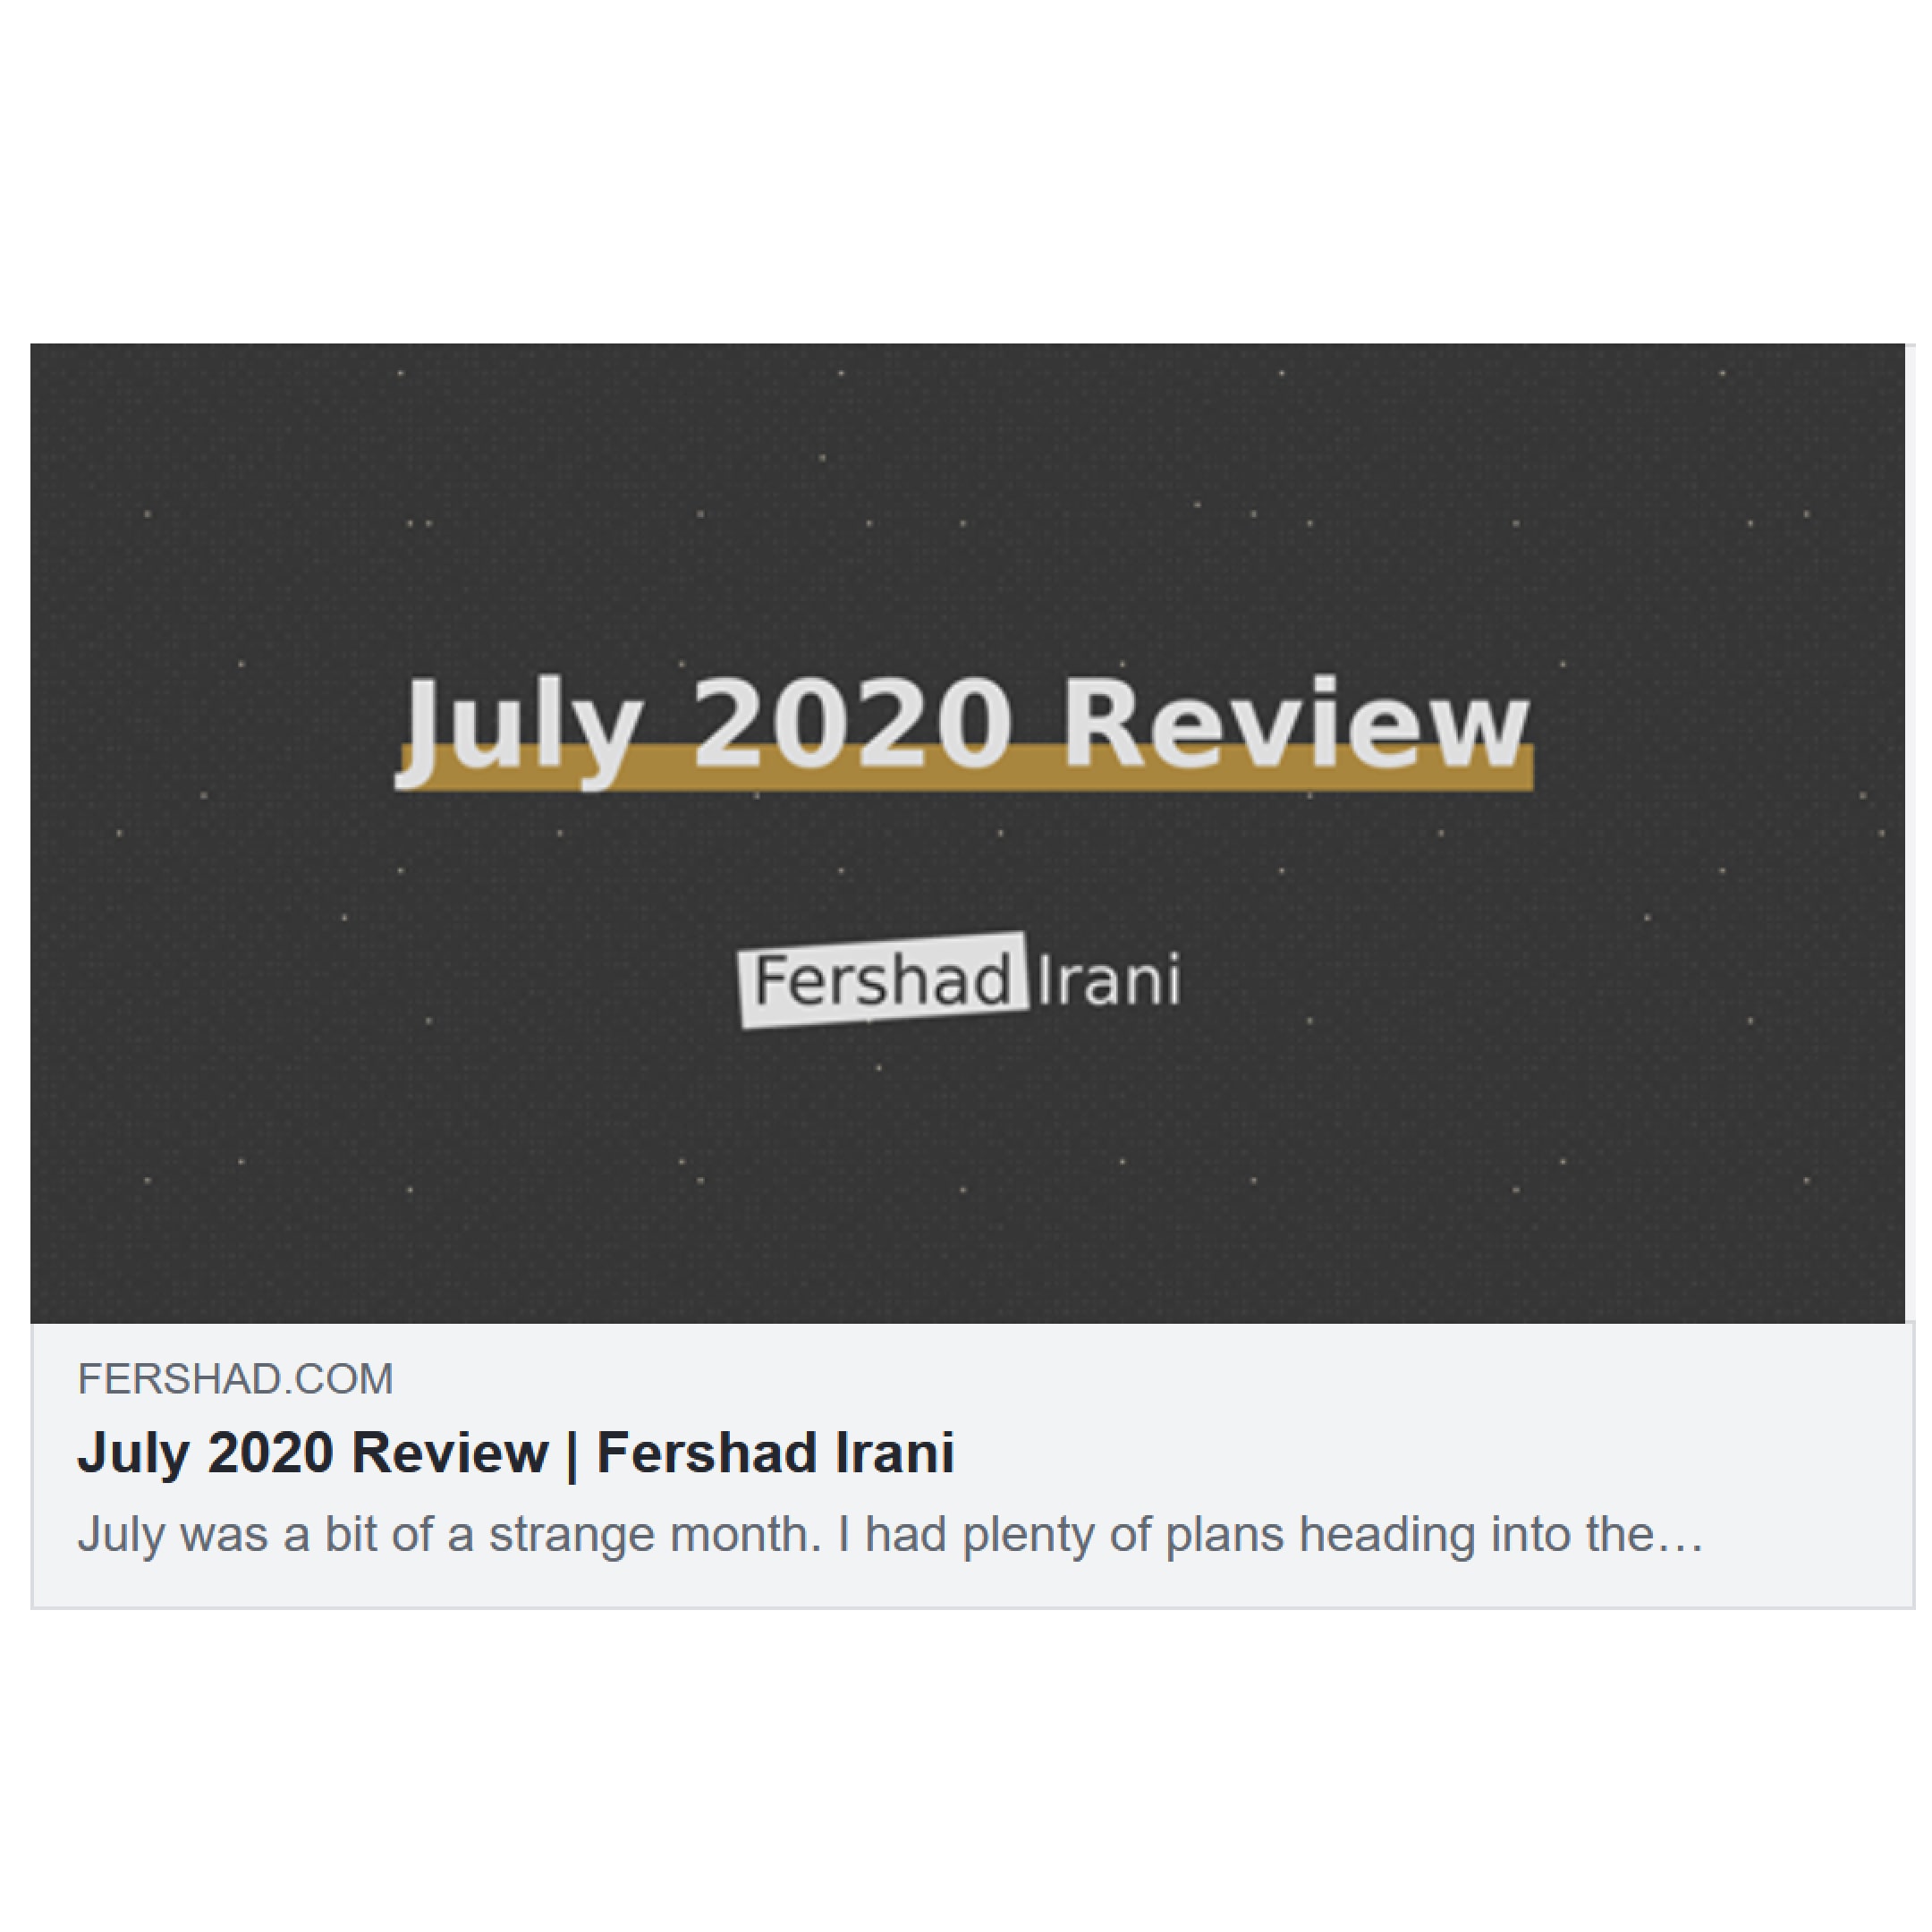 July 2020 Review
Fershad Irani
FERSHAD.COM
July 2020 Review | Fershad Irani
July was a bit of a strange month. I had plenty of plans heading into the…